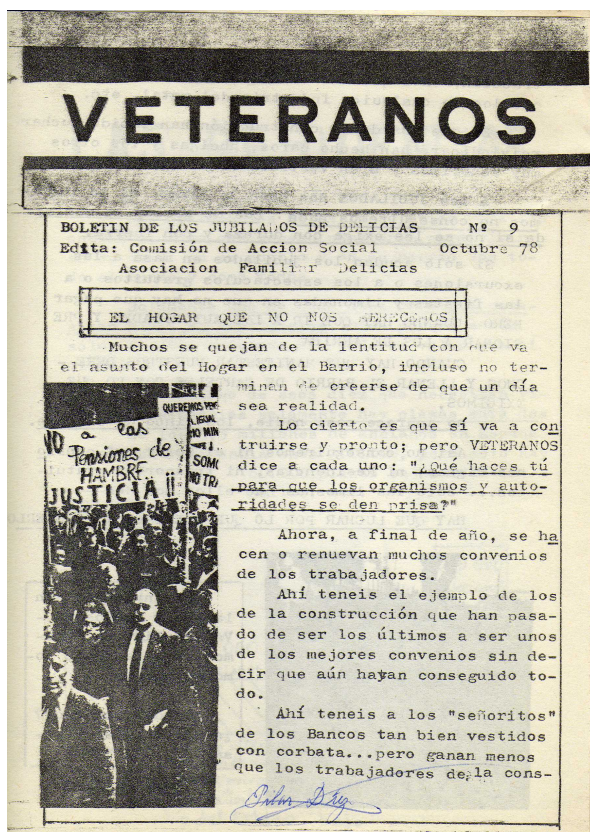 VETERANOS
BOLETIN DE LOS JUBILADOS DE DELICIAS Nº 9
Edita: Comisión de Accion Social Octubre 78
Asociacion Familiar Delicias
EL HOGAR QUE NO NOS MERECEMOS
Muchos se quejan de la lentitud con que va
el asunto del Hogar en el Barrio, incluso no ter-
minan de creerse de que un día
sea realidad.
Lo cierto es que sí va a con
truirse y pronto; pero VETERANOS
dice a cada uno: "¿Qué haces tú
para que los organismos y auto-
ridades se den prisa?"
Ahora, a final de año, se ha
cen o renuevan muchos convenios
de los trabajadores.
Ahí teneis el ejemplo de los
de la construcción que han pasa-
do de ser los últimos a ser unos
de los mejores convenios sin de-
cir que aún hayan conseguido to-
do.
Ahí teneis a los "señoritos"
de los Bancos tan bien vestidos
con corbata...pero ganan menos
que los trabajadores de la cons-
NO a las
Pensiones de
HAMBRE..
JUSTICIA !!
QUEREMOS
IGUAL
NO MIN
SOMO
NO TRA
Pilar Díez